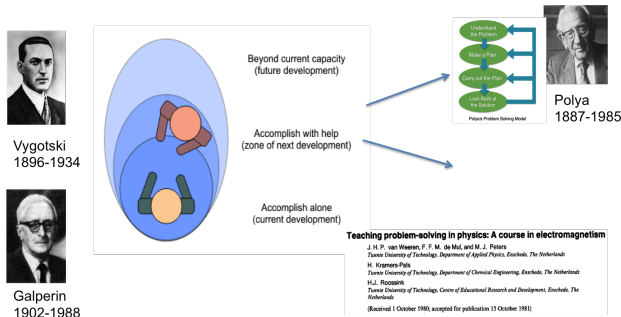 Vygotski
1896-1934
Galperin
1902-1988
Beyond current capacity
(future development)
Accomplish with help
(zone of next development)
Accomplish alone
(current development)
Understand
the Problem
Make a Plan
Carry out the Plan
Look Back at
the Solution
Polya's Problem Solving Model
Polya
1887-1985
Teaching problem-solving in physics: A course in electromagnetism
J. H. P. van Weeren, F. F. M. de Mul, and M. J. Peters
Twente University of Technology, Department of Applied Physics, Enschede, The Netherlands
H. Kramers-Pals
Twente University of Technology, Department of Chemical Engineering, Enschede, The Netherlands
H.J. Roossink
Twente University of Technology, Centre of Educational Research and Development, Enschede, The
Netherlands
(Received 1 October 1980; accepted for publication 15 October 1981)